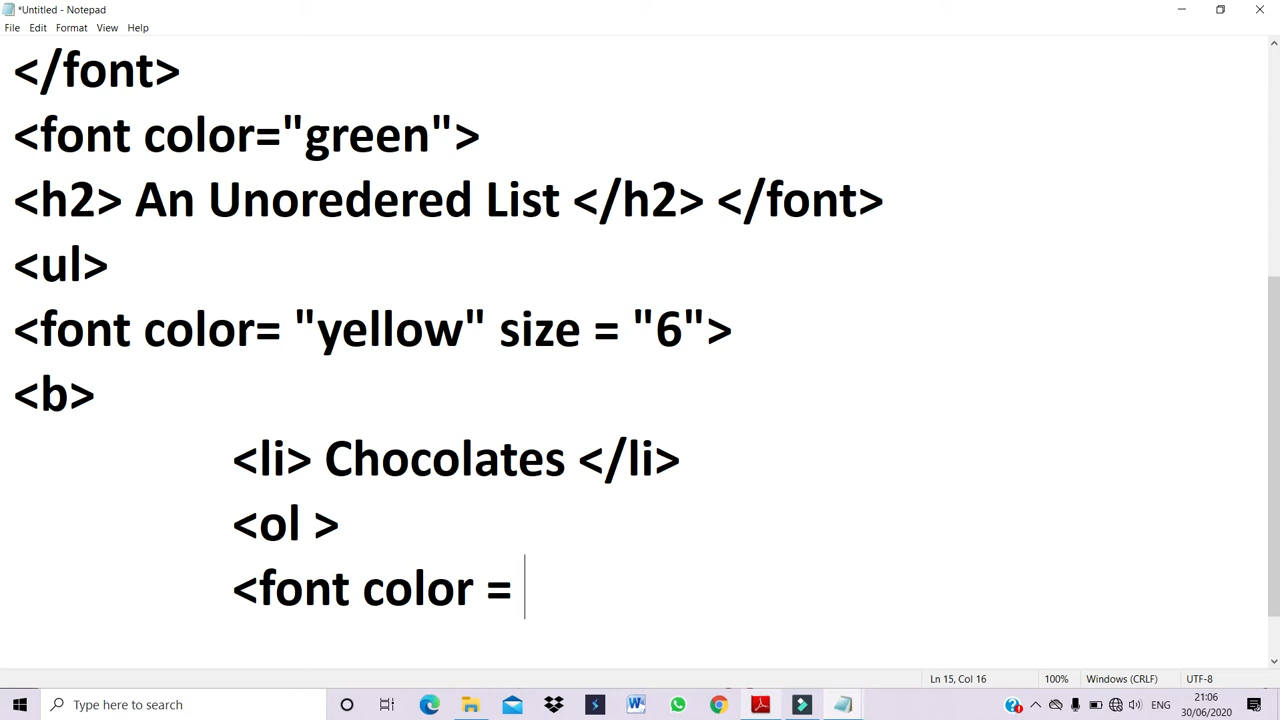 *Untitled - Notepad
File Edit Format View Help
</font>
<font color="green">
<h2> An Unoredered List </h2> </font>
<ul>
<font color= "yellow" size = "6">
<b>
<li> Chocolates </li>
<ol >
<font color =
Ln 15, Col 16 100% Windows (CRLF) UTF-8
Type here to search
ENG
11:06
30/06/2020